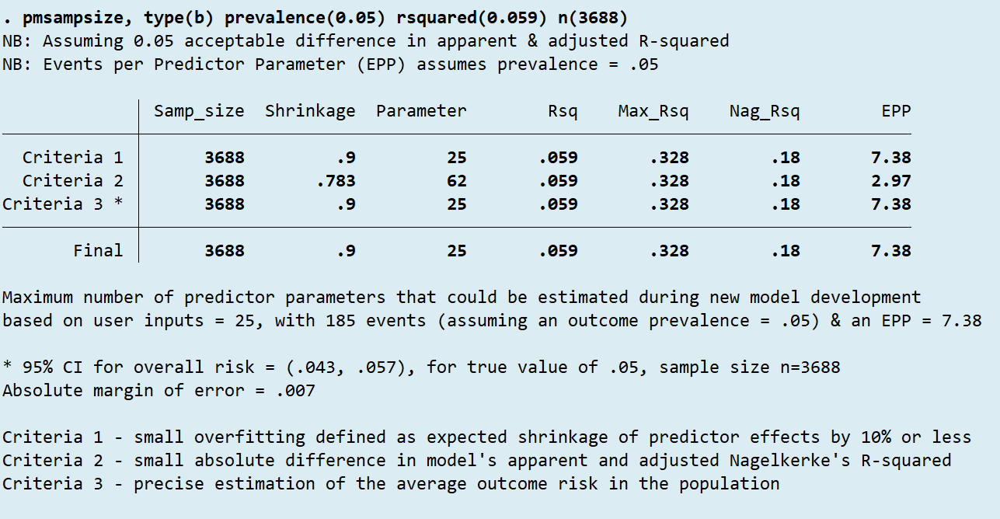 . pmsampsize, type(b) prevalence(0.05) rsquared(0.059) n(3688)
NB: Assuming 0.05 acceptable difference in apparent & adjusted R-squared
NB: Events per Predictor Parameter (EPP) assumes prevalence = .05
Samp_size Shrinkage Parameter Rsq Max_Rsq Nag_Rsq EPP
Criteria 1 3688 .9 25 .059 .328 .18 7.38
Criteria 2 3688 .783 62 .059 .328 .18 2.97
Criteria 3 * 3688 .9 25 .059 .328 .18 7.38
Final 3688 .9 25 .059 .328 .18 7.38
Maximum number of predictor parameters that could be estimated during new model development
based on user inputs = 25, with 185 events (assuming an outcome prevalence = .05) & an EPP = 7.38
* 95% CI for overall risk = (.043, .057), for true value of .05, sample size n=3688
Absolute margin of error = .007
Criteria 1 - small overfitting defined as expected shrinkage of predictor effects by 10% or less
Criteria 2 - small absolute difference in model's apparent and adjusted Nagelkerke's R-squared
Criteria 3 - precise estimation of the average outcome risk in the population